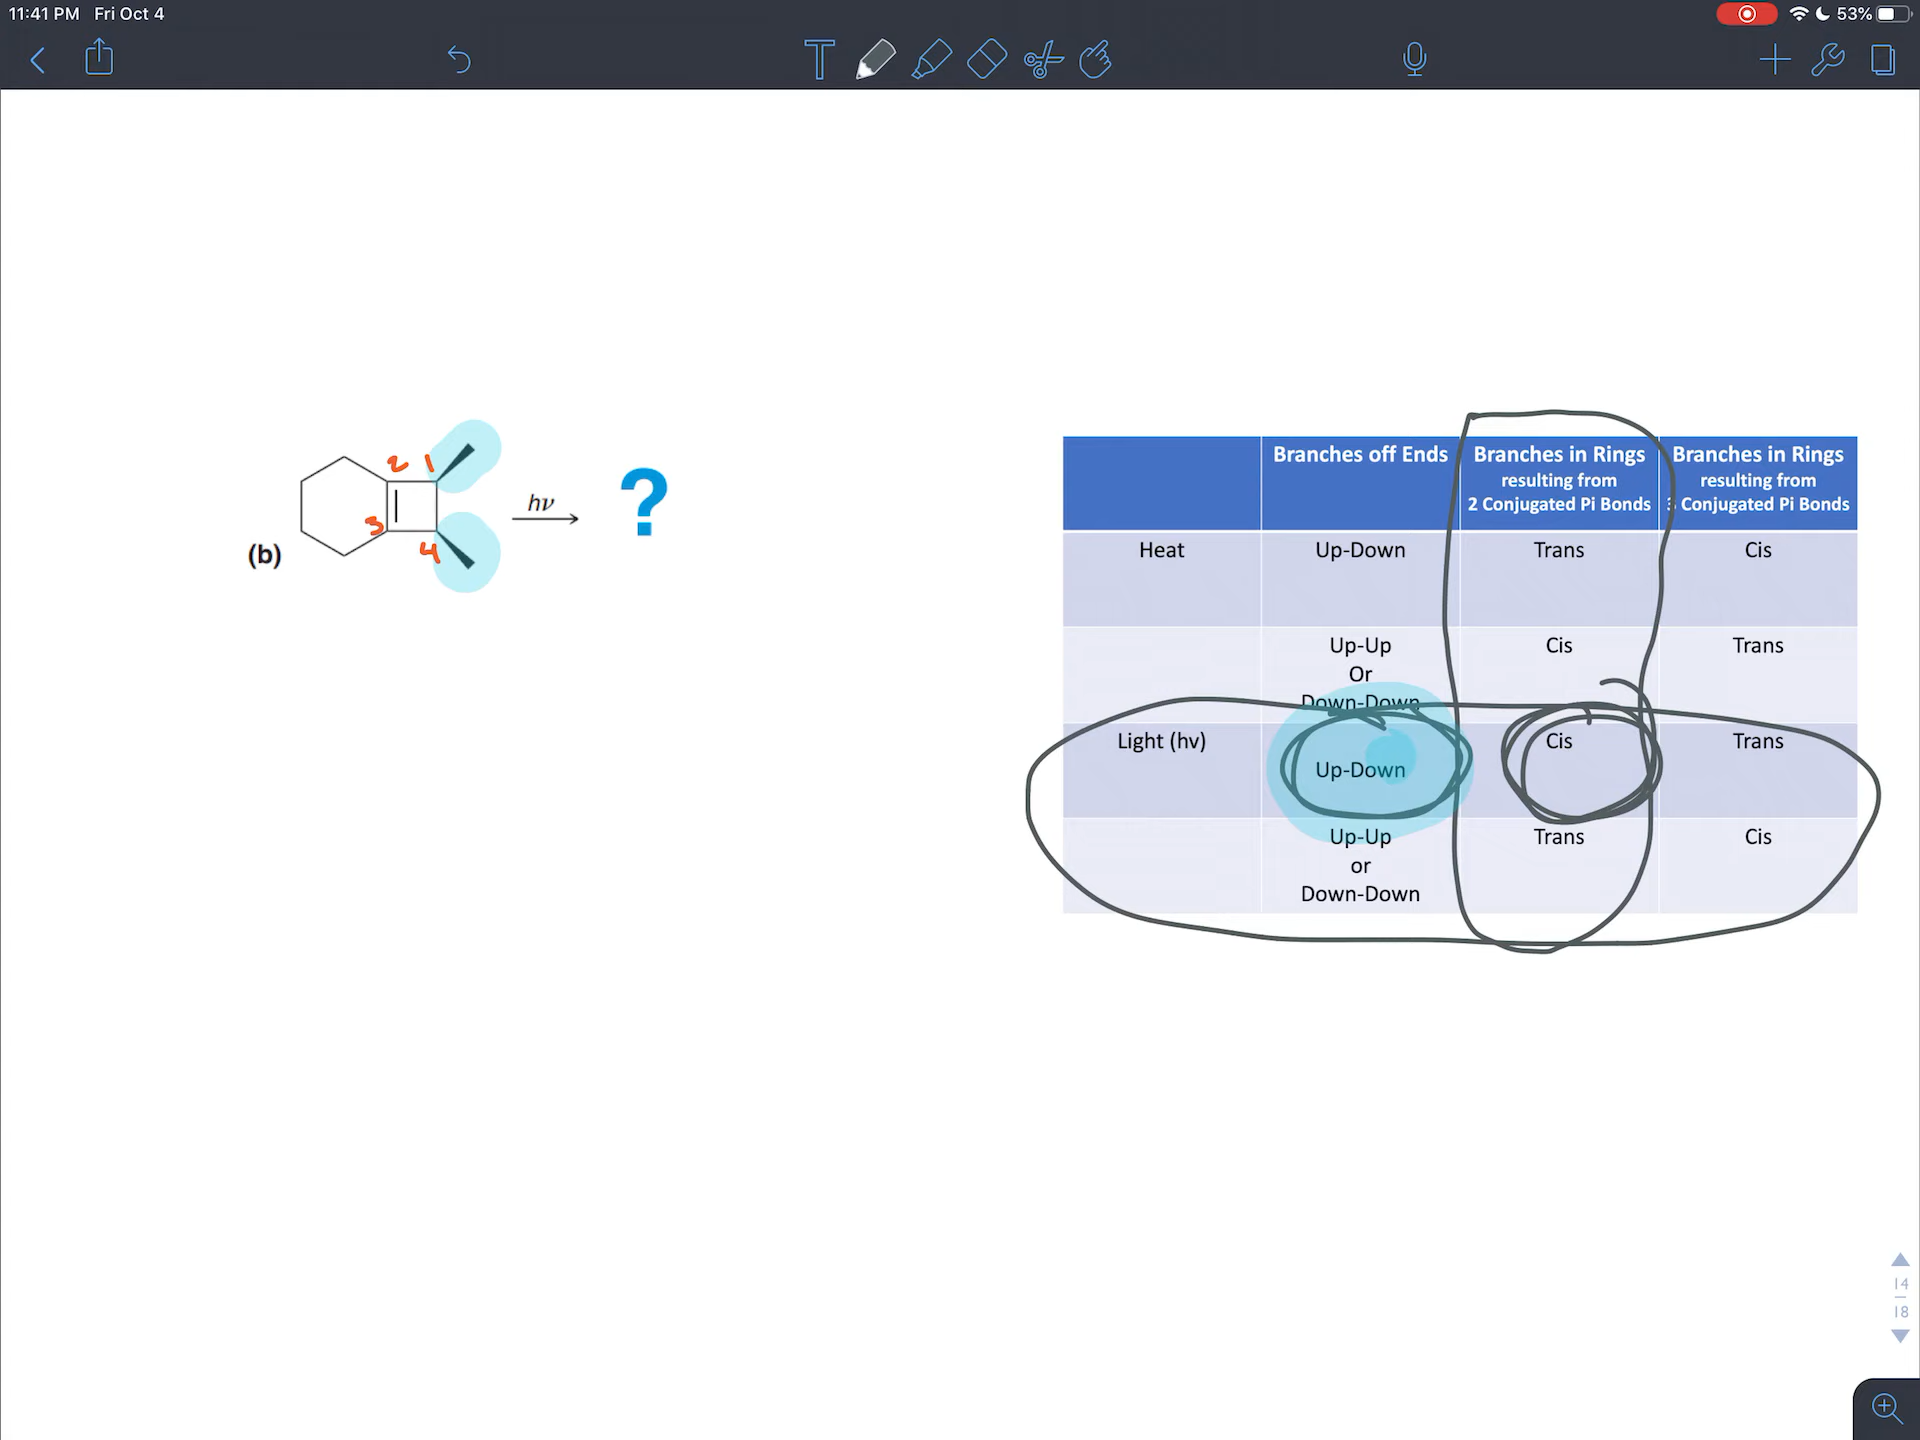 11:41 PM Fri Oct 4
53%
T
2 1
3
4
(b)
hν
?
Branches off Ends
Branches in Rings
resulting from
2 Conjugated Pi Bonds
Branches in Rings
resulting from
Conjugated Pi Bonds
Heat
Up-Down
Trans
Cis
Up-Up
Or
Down-Down
Cis
Trans
Light (hv)
Up-Down
Cis
Trans
Up-Up
or
Down-Down
Trans
Cis
14
18